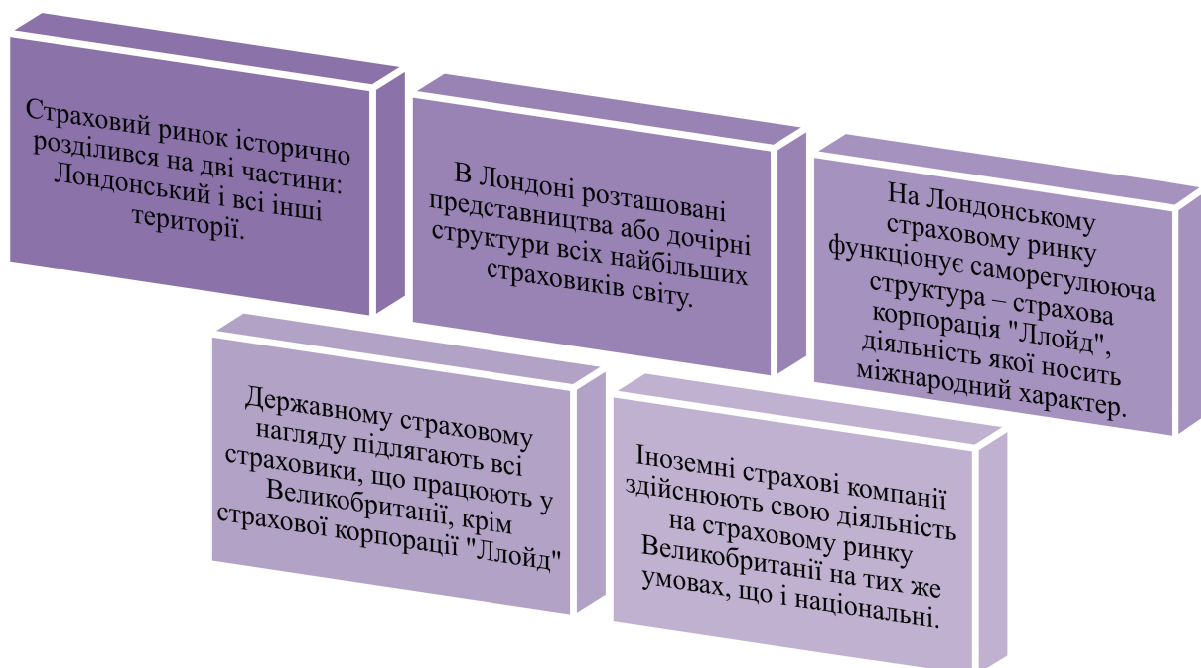 Страховий ринок історично
розділився на дві частини:
Лондонський і всі інші
території.
В Лондоні розташовані
представництва або дочірні
структури всіх найбільших
страховиків світу.
На Лондонському
страховому ринку
функціонує саморегулююча
структура – страхова
корпорація "Ллойд",
діяльність якої носить
міжнародний характер.
Державному страховому
нагляду підлягають всі
страховики, що працюють у
Великобританії, крім
страхової корпорації "Ллойд"
Іноземні страхові компанії
здійснюють свою діяльність
на страховому ринку
Великобританії на тих же
умовах, що і національні.